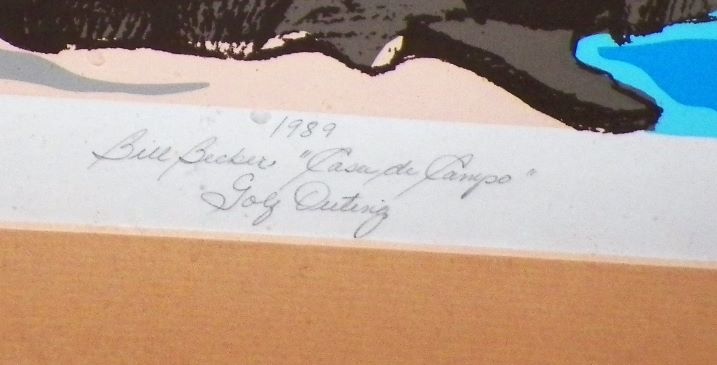 1989
Bill Becker "Casa de Campo"
Golf Outing